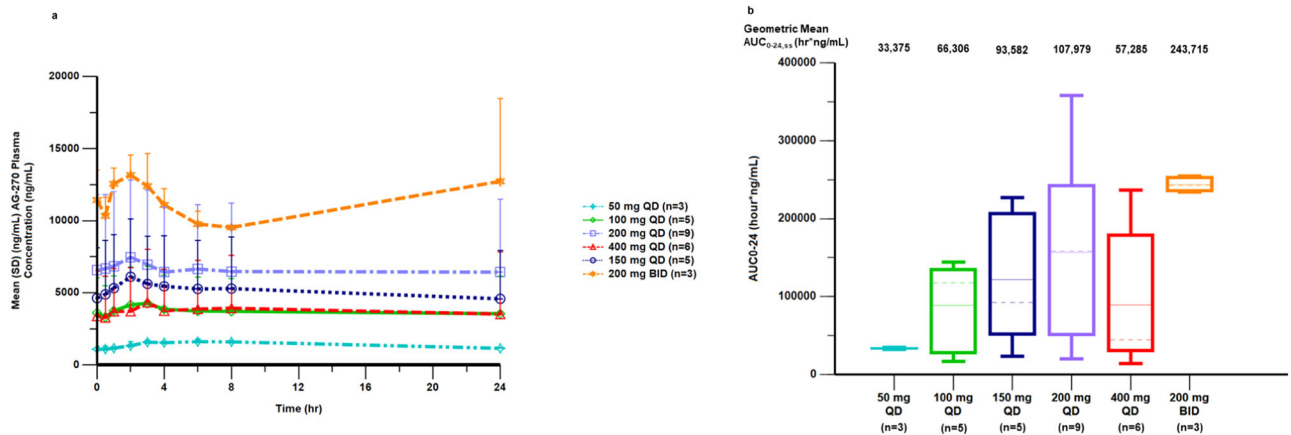 a
Mean (SD) (ng/mL) AG-270 Plasma
Concentration (ng/mL)
20000
15000
10000
5000
0
0
4
8
12
16
20
24
Time (hr)
50 mg QD (n=3)
100 mg QD (n=5)
200 mg QD (n=9)
400 mg QD (n=6)
150 mg QD (n=5)
200 mg BID (n=3)
b
Geometric Mean
AUC0-24,ss (hr*ng/mL)
33,375
66,306
93,582
107,979
57,285
243,715
AUC0-24 (hour*ng/mL)
400000
300000
200000
100000
0
50 mg
QD
(n=3)
100 mg
QD
(n=5)
150 mg
QD
(n=5)
200 mg
QD
(n=9)
400 mg
QD
(n=6)
200 mg
BID
(n=3)